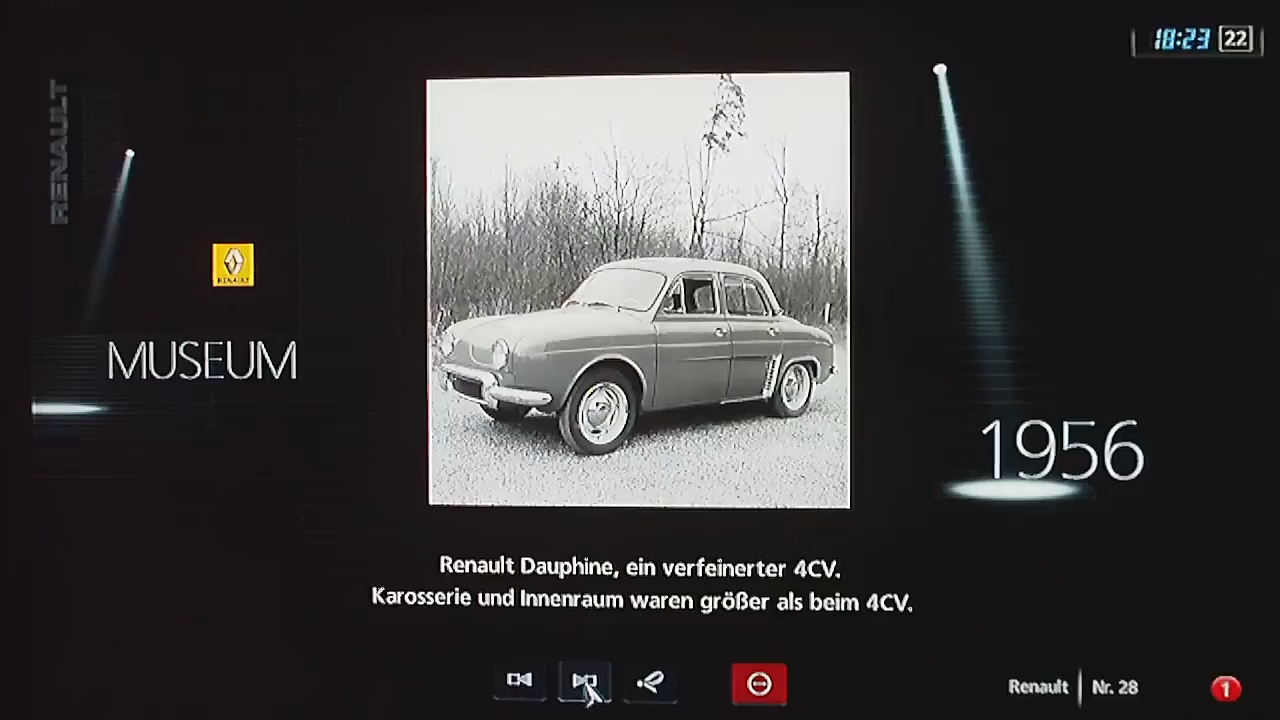 18:23 22
RENAULT
RENAULT
MUSEUM
1956
Renault Dauphine, ein verfeinerter 4CV.
Karosserie und Innenraum waren größer als beim 4CV.
Renault Nr. 28 1